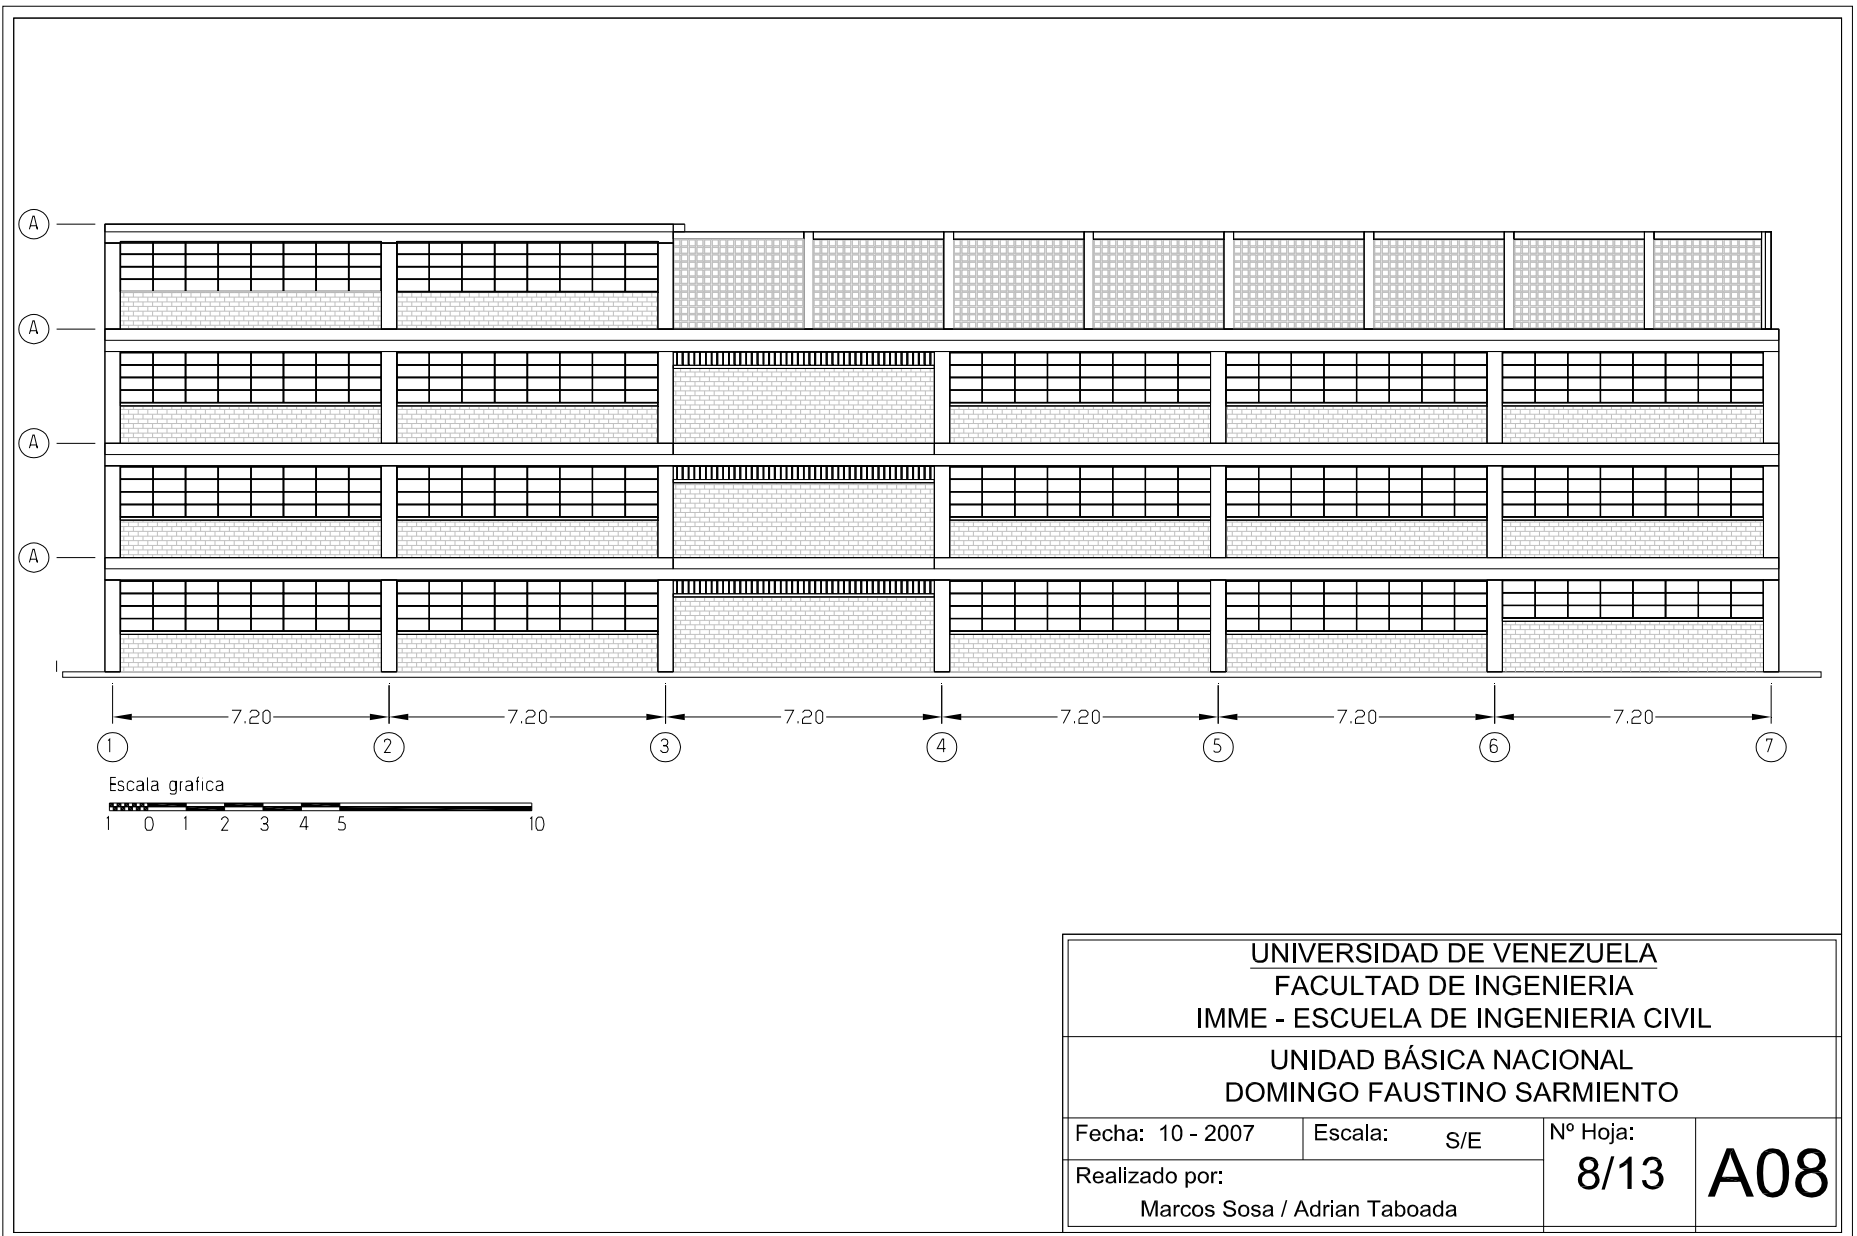 A
A
A
A
7.20 7.20 7.20 7.20 7.20 7.20
1 2 3 4 5 6 7
Escala grafica
1 0 1 2 3 4 5 10
UNIVERSIDAD DE VENEZUELA
FACULTAD DE INGENIERIA
IMME - ESCUELA DE INGENIERIA CIVIL
UNIDAD BÁSICA NACIONAL
DOMINGO FAUSTINO SARMIENTO
Fecha: 10 - 2007 Escala: S/E Nº Hoja:
8/13 A08
Realizado por:
Marcos Sosa / Adrian Taboada